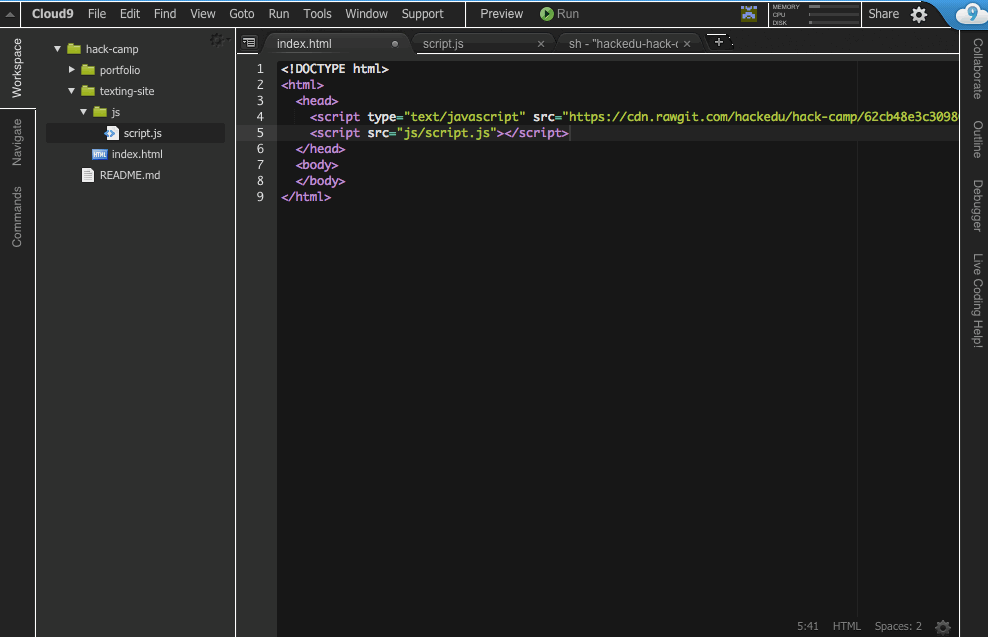 Cloud9 File Edit Find View Goto Run Tools Window Support Preview Run MEMORY CPU DISK Share
Workspace
Navigate
Commands
hack-camp
portfolio
texting-site
js
script.js
index.html
README.md
index.html script.js sh - "hackedu-hack-c
1 <!DOCTYPE html>
2 <html>
3 <head>
4 <script type="text/javascript" src="https://cdn.rawgit.com/hackedu/hack-camp/62cb48e3c3098
5 <script src="js/script.js"></script>
6 </head>
7 <body>
8 </body>
9 </html>
5:41 HTML Spaces: 2
Collaborate
Outline
Debugger
Live Coding Help!